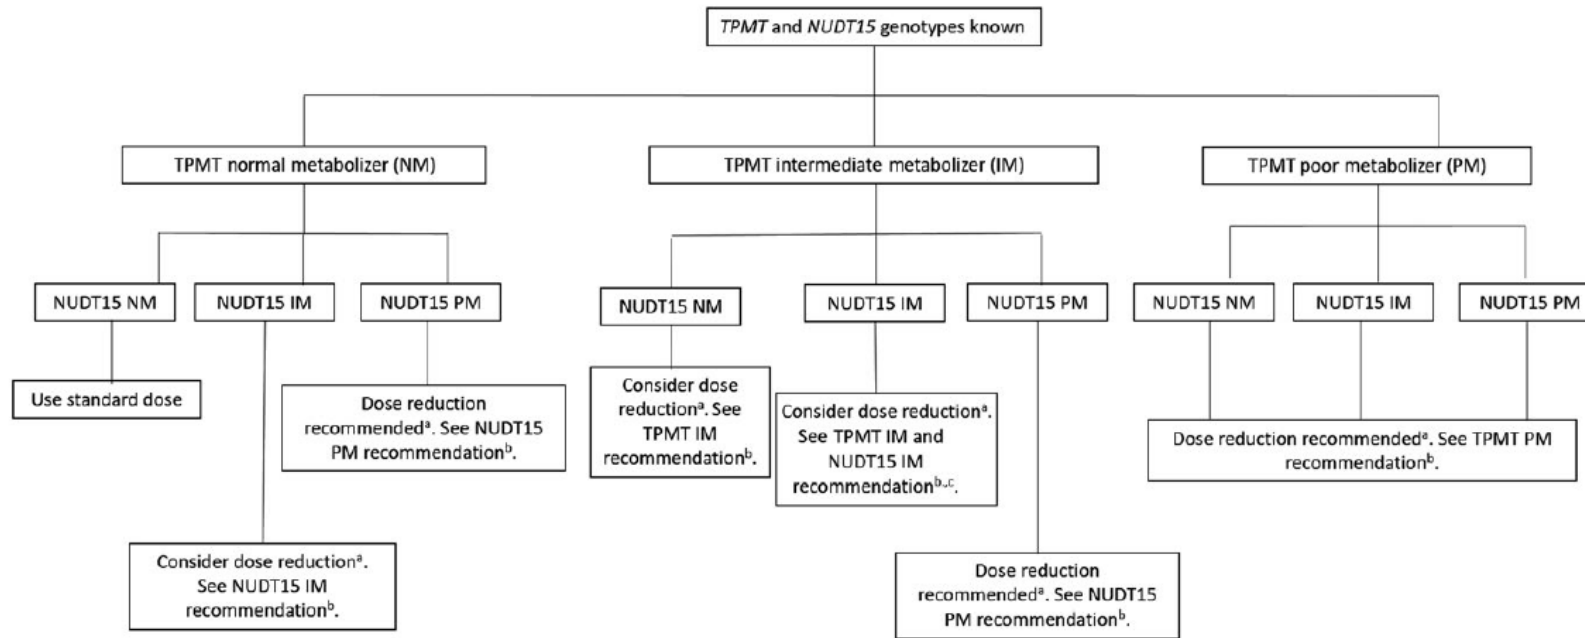 TPMT and NUDT15 genotypes known
TPMT normal metabolizer (NM)
TPMT intermediate metabolizer (IM)
TPMT poor metabolizer (PM)
NUDT15 NM
NUDT15 IM
NUDT15 PM
NUDT15 NM
NUDT15 IM
NUDT15 PM
NUDT15 NM
NUDT15 IM
NUDT15 PM
Use standard dose
Dose reduction
recommendedᵃ. See NUDT15
PM recommendationᵇ.
Consider dose reductionᵃ.
See NUDT15 IM
recommendationᵇ.
Consider dose
reductionᵃ. See
TPMT IM
recommendationᵇ.
Consider dose reductionᵃ.
See TPMT IM and
NUDT15 IM
recommendationᵇ·,ᶜ.
Dose reduction
recommendedᵃ. See NUDT15
PM recommendationᵇ.
Dose reduction recommendedᵃ. See TPMT PM
recommendationᵇ.